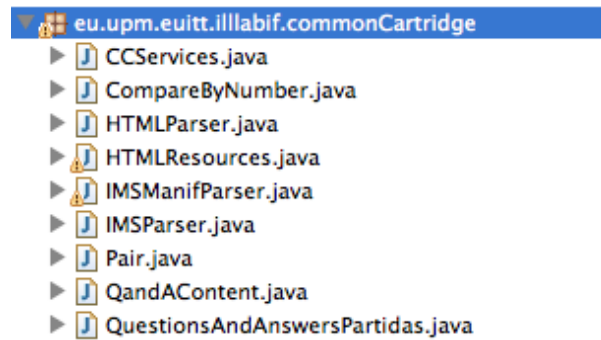 eu.upm.euitt.illlabif.commonCartridge
CCServices.java
CompareByNumber.java
HTMLParser.java
HTMLResources.java
IMSManifParser.java
IMSParser.java
Pair.java
QandAContent.java
QuestionsAndAnswersPartidas.java